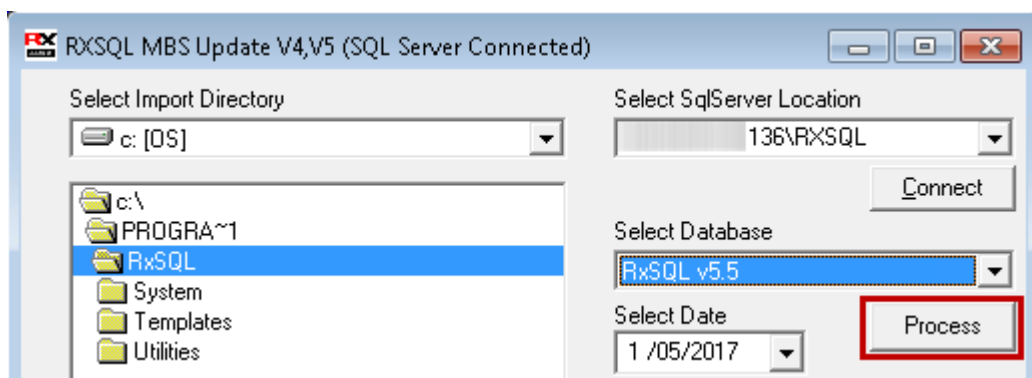 RX
RXSQL MBS Update V4,V5 (SQL Server Connected)
Select Import Directory
c: [OS]
c:\
PROGRA~1
RxSQL
System
Templates
Utilities
Select SqlServer Location
136\RXSQL
Connect
Select Database
RxSQL v5.5
Select Date
1 /05/2017
Process